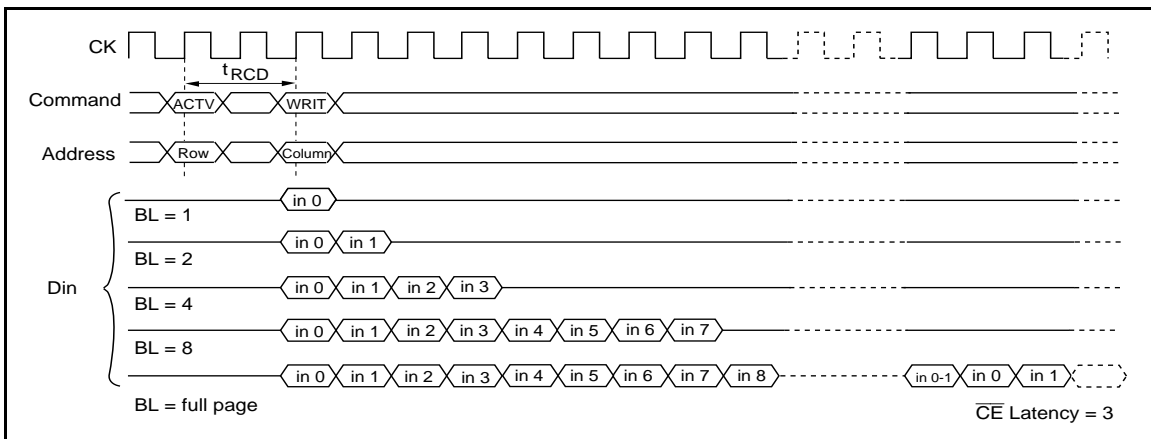 CK
tRCD
Command ACTV WRIT
Address Row Column
Din
in 0
BL = 1
in 0 in 1
BL = 2
in 0 in 1 in 2 in 3
BL = 4
in 0 in 1 in 2 in 3 in 4 in 5 in 6 in 7
BL = 8
in 0 in 1 in 2 in 3 in 4 in 5 in 6 in 7 in 8 in 0-1 in 0 in 1
BL = full page
CE Latency = 3